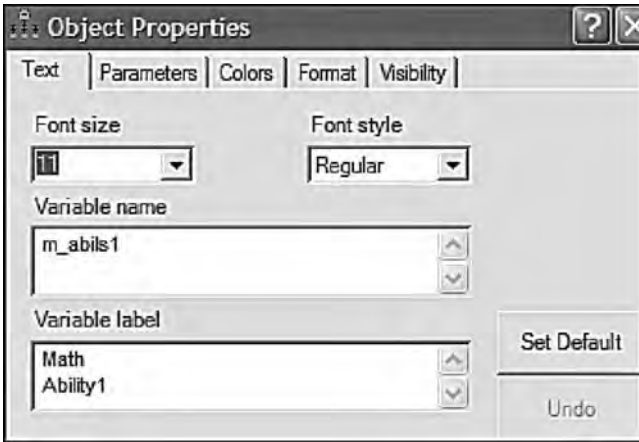 Object Properties ? X
Text Parameters Colors Format Visibility
Font size Font style
11 Regular
Variable name
m_abils1
Variable label
Math
Ability1
Set Default
Undo